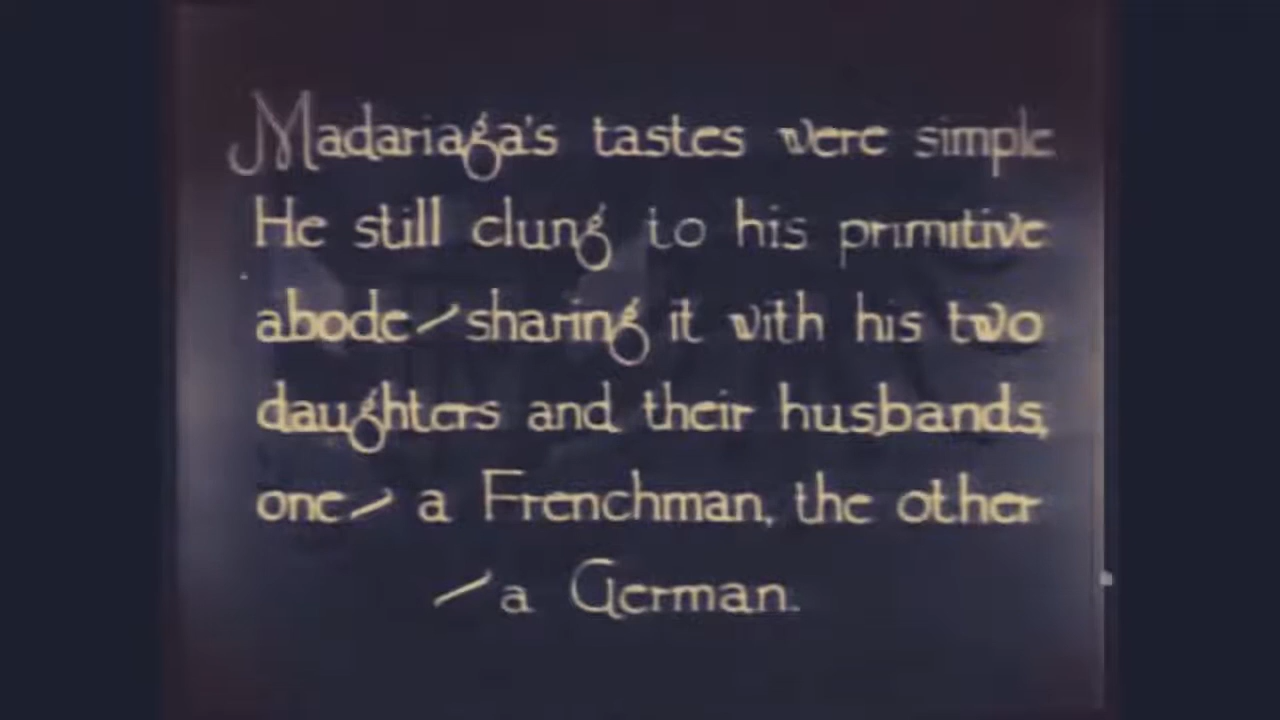 Madariaga's tastes were simple
He still clung to his primitive
abode—sharing it with his two
daughters and their husbands,
one— a Frenchman, the other
—a German.